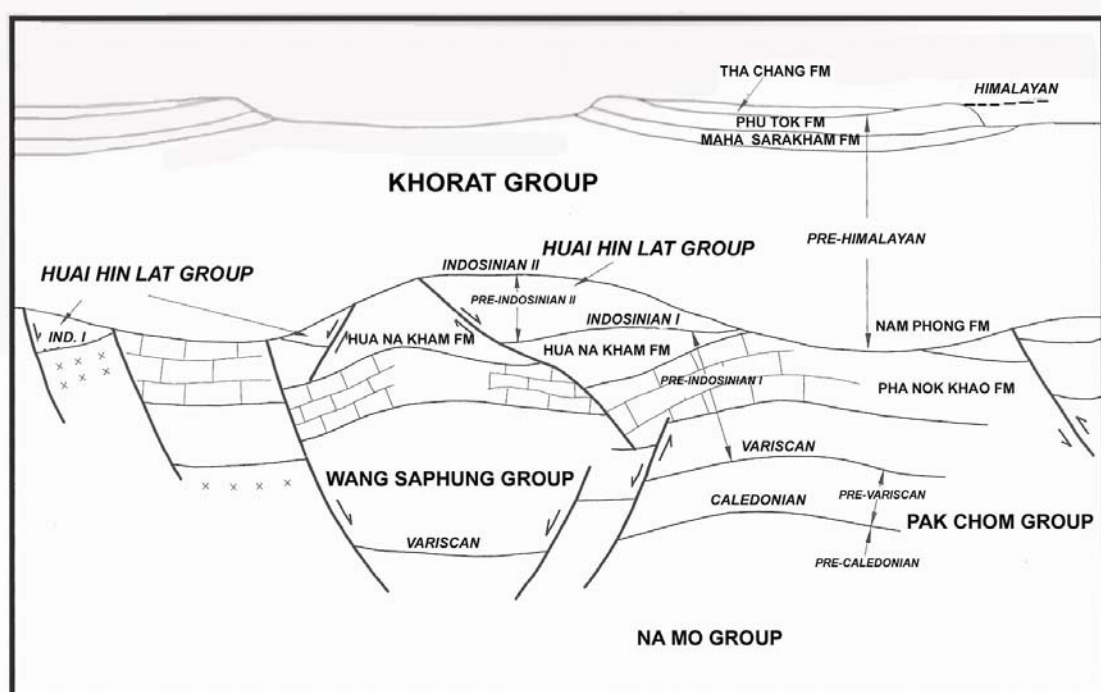 THA CHANG FM
HIMALAYAN
PHU TOK FM
MAHA SARAKHAM FM
KHORAT GROUP
PRE-HIMALAYAN
HUAI HIN LAT GROUP
HUAI HIN LAT GROUP
INDOSINIAN II
PRE-INDOSINIAN II
INDOSINIAN I
NAM PHONG FM
IND. I
HUA NA KHAM FM
HUA NA KHAM FM
PRE-INDOSINIAN I
PHA NOK KHAO FM
VARISCAN
WANG SAPHUNG GROUP
PRE-VARISCAN
CALEDONIAN
PAK CHOM GROUP
VARISCAN
PRE-CALEDONIAN
NA MO GROUP